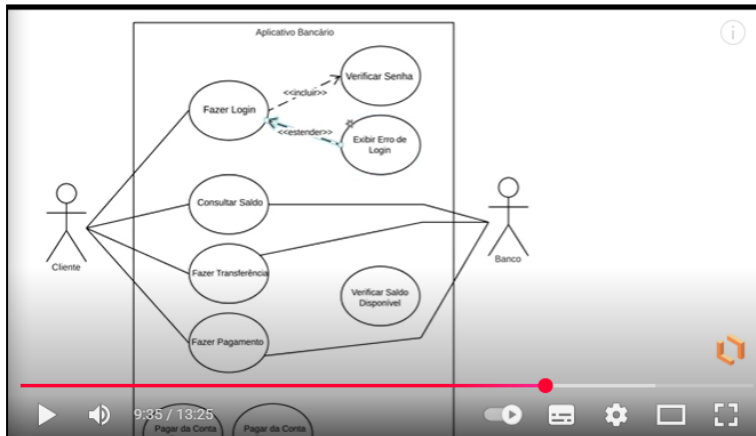 Aplicativo Bancário
Verificar Senha
<<incluir>>
Fazer Login
<<estender>>
Exibir Erro de
Login
Consultar Saldo
Cliente
Banco
Fazer Transferência
Verificar Saldo
Disponível
Fazer Pagamento
9:35 / 13:25
Pagar da Conta
Pagar da Conta